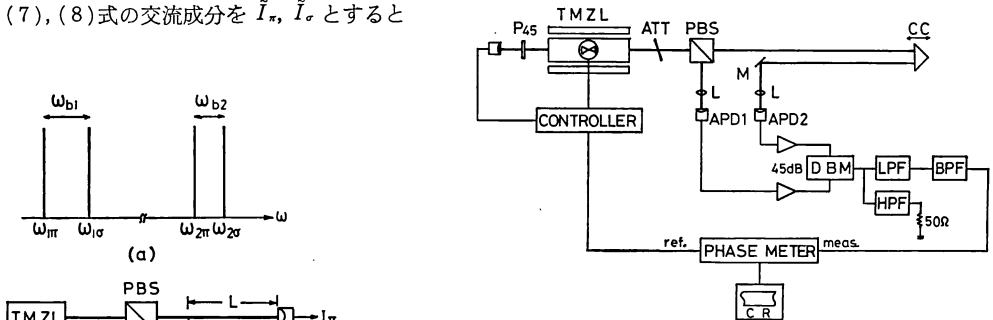 (7), (8)式の交流成分を Ĩπ, Ĩσ とすると
ωb1
ωb2
ω1π ω1σ
ω2π ω2σ
ω
(a)
PBS
TMZL
L
Iπ
P45
TMZL
ATT
PBS
CC
M
L
L
CONTROLLER
APD1
APD2
45dB
DBM
LPF
BPF
HPF
50Ω
ref.
PHASE METER
meas.
C R